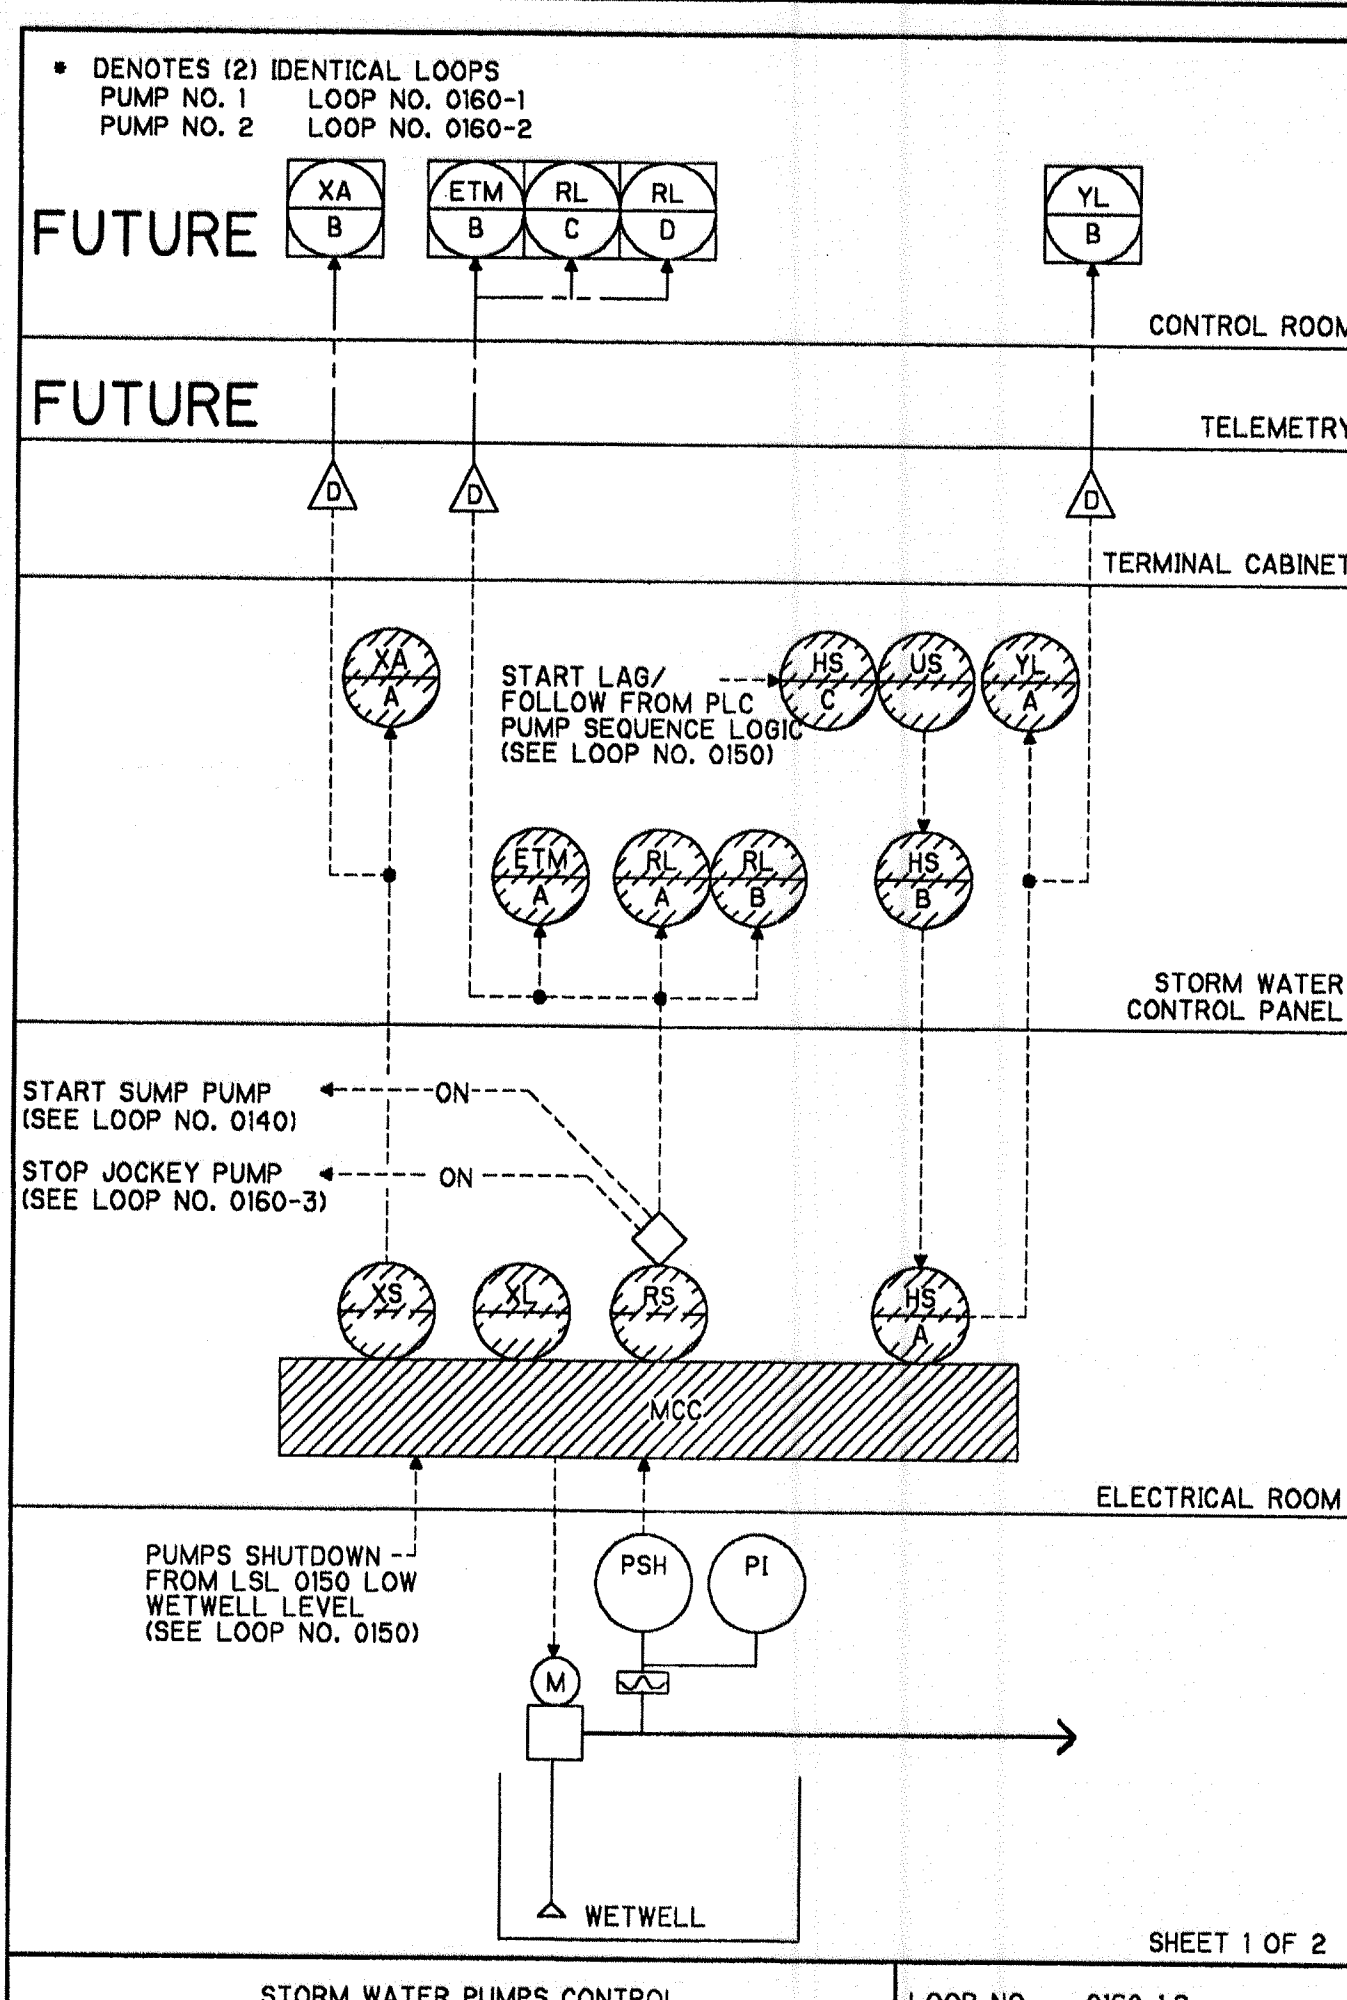 * DENOTES (2) IDENTICAL LOOPS
PUMP NO. 1 LOOP NO. 0160-1
PUMP NO. 2 LOOP NO. 0160-2
FUTURE
XA
B
ETM
B
RL
C
RL
D
YL
B
CONTROL ROOM
FUTURE
TELEMETRY
D
D
D
TERMINAL CABINET
XA
A
START LAG/
FOLLOW FROM PLC
PUMP SEQUENCE LOGIC
(SEE LOOP NO. 0150)
HS
C
US
YL
A
ETM
A
RL
A
RL
B
HS
B
STORM WATER
CONTROL PANEL
START SUMP PUMP
(SEE LOOP NO. 0140)
ON
STOP JOCKEY PUMP
(SEE LOOP NO. 0160-3)
ON
XS
XL
RS
HS
A
MCC
ELECTRICAL ROOM
PUMPS SHUTDOWN
FROM LSL 0150 LOW
WETWELL LEVEL
(SEE LOOP NO. 0150)
PSH
PI
M
WETWELL
SHEET 1 OF 2
STORM WATER PUMPS CONTROL
LOOP NO.